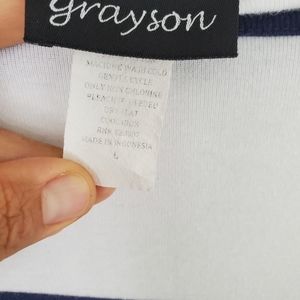 grayson
MACHINE WASH COLD
GENTLE CYCLE
ONLY NON CHLORINE
BLEACH IF NEEDED
DRY FLAT
COOL IRON
MADE IN INDONESIA